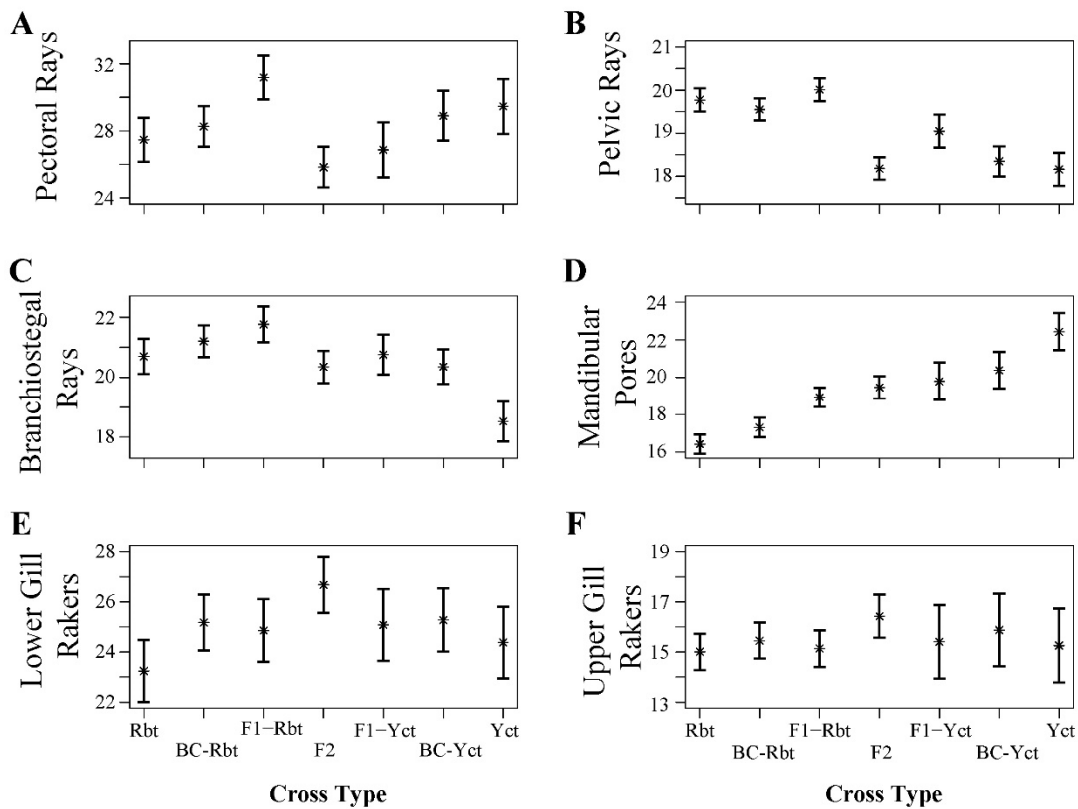 A
Pectoral Rays
32
28
24
B
Pelvic Rays
21
20
19
18
C
Branchiostegal
Rays
22
20
18
D
Mandibular
Pores
24
22
20
18
16
E
Lower Gill
Rakers
28
26
24
22
Rbt
BC-Rbt
F1−Rbt
F2
F1−Yct
BC-Yct
Yct
Cross Type
F
Upper Gill
Rakers
19
17
15
13
Rbt
BC-Rbt
F1−Rbt
F2
F1−Yct
BC-Yct
Yct
Cross Type